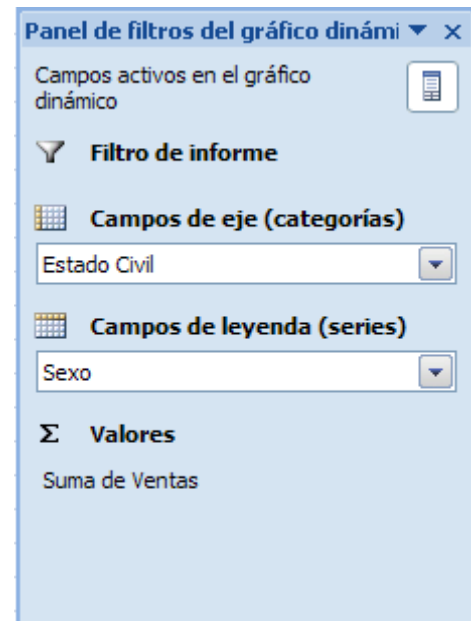 Panel de filtros del gráfico dinámi
Campos activos en el gráfico
dinámico
Filtro de informe
Campos de eje (categorías)
Estado Civil
Campos de leyenda (series)
Sexo
Σ Valores
Suma de Ventas